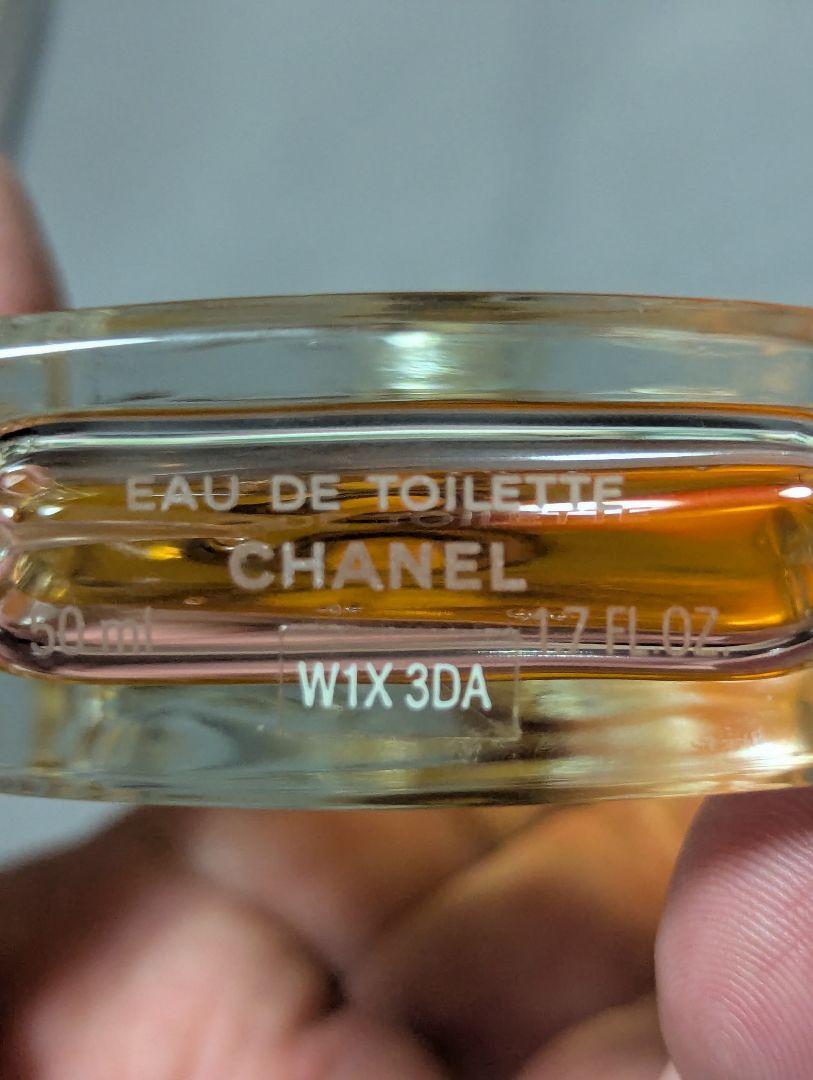 EAU DE TOILETTE
CHANEL
50 ml 1.7 FL.OZ.
W1X 3DA